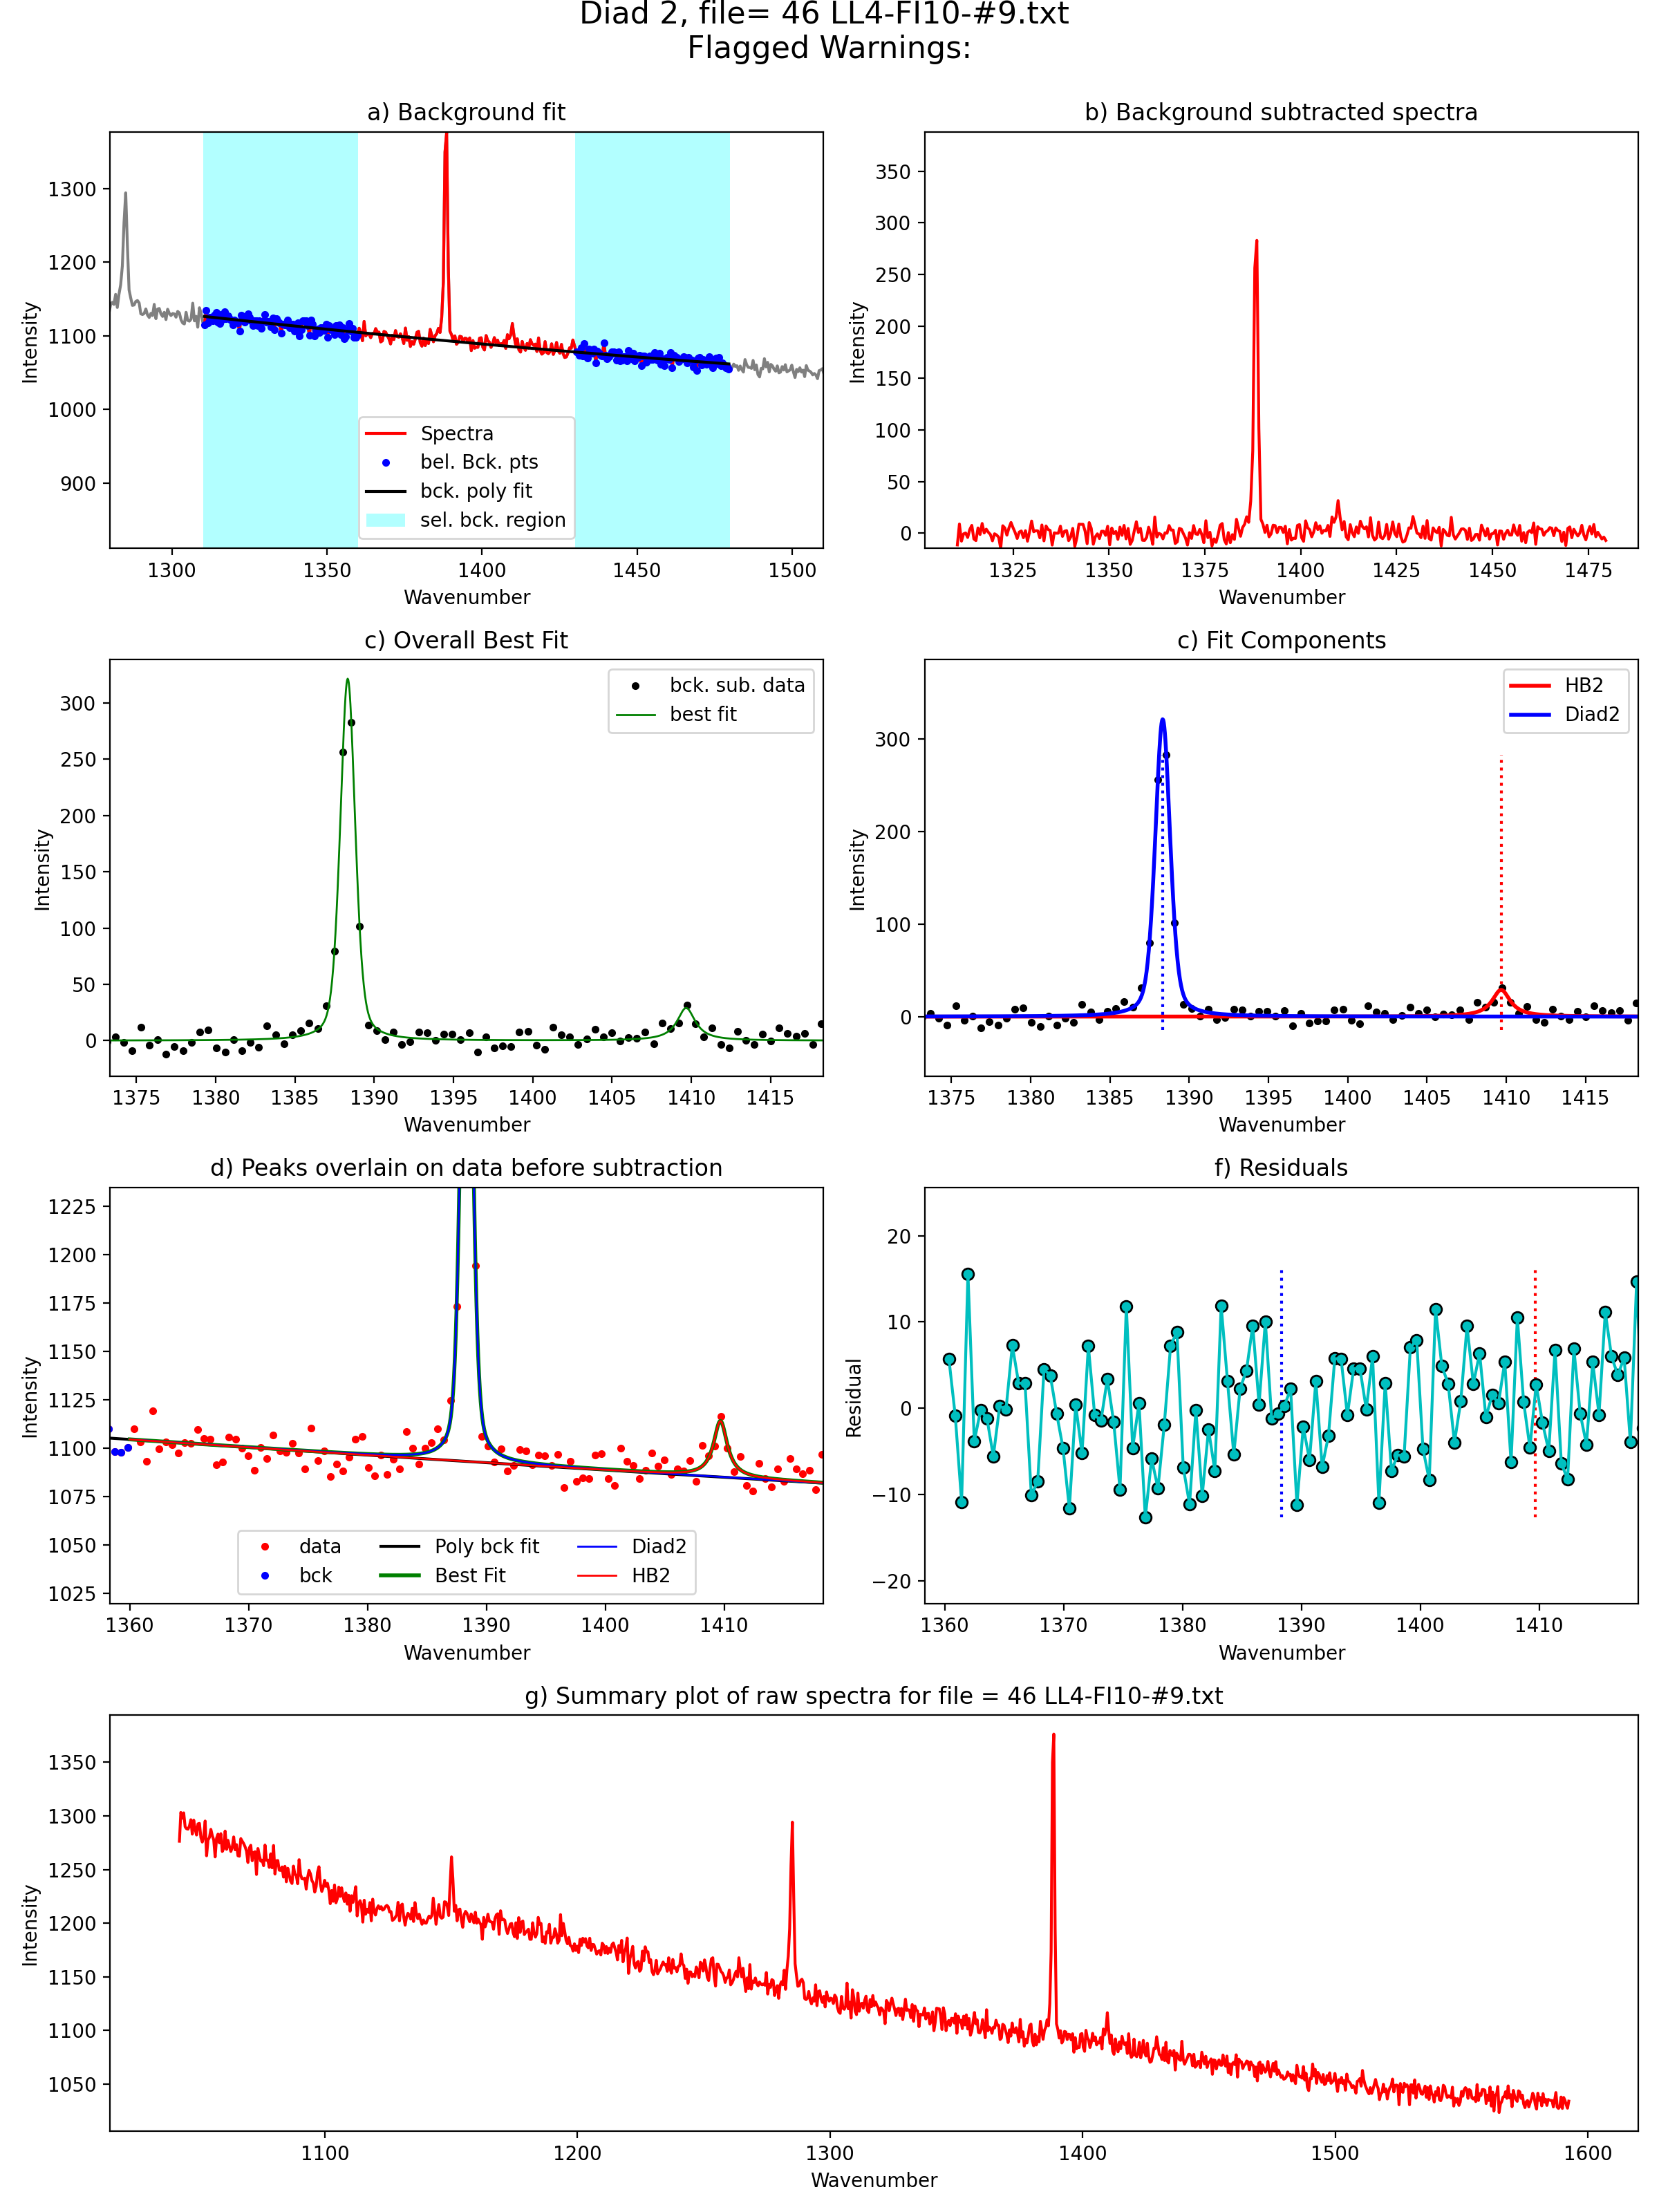 Diad 2, file= 46 LL4-FI10-#9.txt
Flagged Warnings:
a) Background fit
1300
1200
1100
1000
900
Intensity
Spectra
bel. Bck. pts
bck. poly fit
sel. bck. region
1300 1350 1400 1450 1500
Wavenumber
b) Background subtracted spectra
350
300
250
200
150
100
50
0
Intensity
1325 1350 1375 1400 1425 1450 1475
Wavenumber
c) Overall Best Fit
300
250
200
150
100
50
0
Intensity
bck. sub. data
best fit
1375 1380 1385 1390 1395 1400 1405 1410 1415
Wavenumber
c) Fit Components
300
200
100
0
Intensity
HB2
Diad2
1375 1380 1385 1390 1395 1400 1405 1410 1415
Wavenumber
d) Peaks overlain on data before subtraction
1225
1200
1175
1150
1125
1100
1075
1050
1025
Intensity
data Poly bck fit Diad2
bck Best Fit HB2
1360 1370 1380 1390 1400 1410
Wavenumber
f) Residuals
20
10
0
−10
−20
Residual
1360 1370 1380 1390 1400 1410
Wavenumber
g) Summary plot of raw spectra for file = 46 LL4-FI10-#9.txt
1350
1300
1250
1200
1150
1100
1050
Intensity
1100 1200 1300 1400 1500 1600
Wavenumber